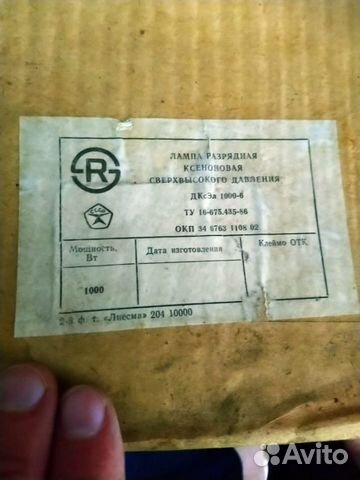 R
ЛАМПА РАЗРЯДНАЯ
КСЕНОНОВАЯ
СВЕРХВЫСОКОГО ДАВЛЕНИЯ
ДКсЭл 1000-6
ТУ 16-675.435-86
ОКП 34 6763 1108 02
Мощность, Вт
Дата изготовления
Клеймо ОТК
1000
2-я ф. т. «Лиесма» 204 10000
Avito